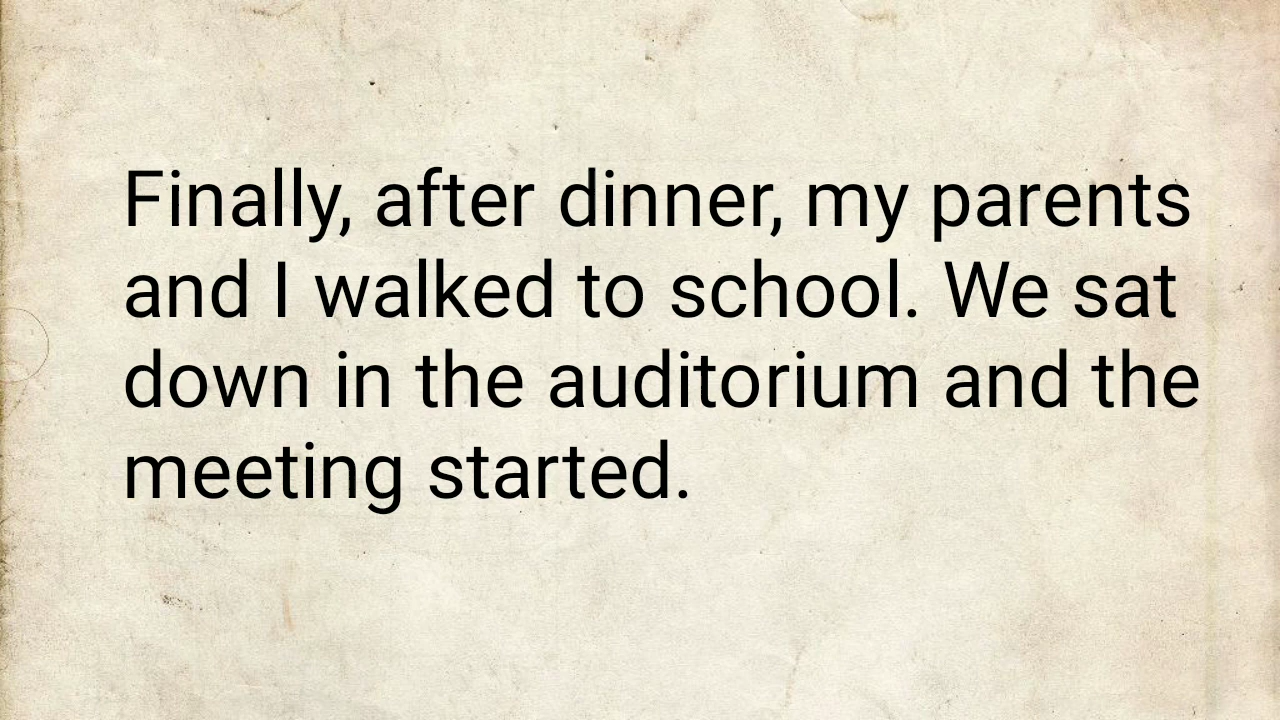 Finally, after dinner, my parents
and I walked to school. We sat
down in the auditorium and the
meeting started.